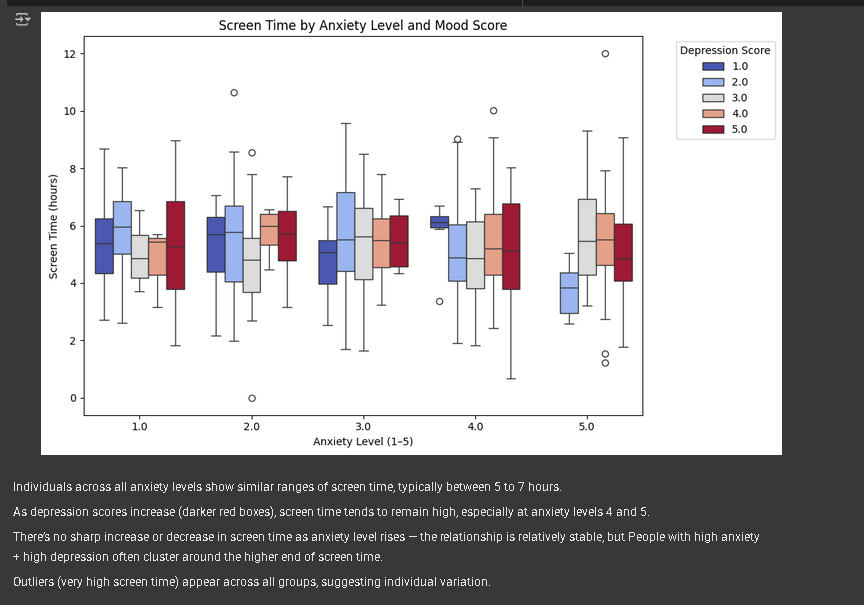 Screen Time by Anxiety Level and Mood Score
Depression Score
1.0
2.0
3.0
4.0
5.0
12
10
8
6
4
2
0
Screen Time (hours)
1.0 2.0 3.0 4.0 5.0
Anxiety Level (1–5)
Individuals across all anxiety levels show similar ranges of screen time, typically between 5 to 7 hours.
As depression scores increase (darker red boxes), screen time tends to remain high, especially at anxiety levels 4 and 5.
There's no sharp increase or decrease in screen time as anxiety level rises — the relationship is relatively stable, but People with high anxiety
+ high depression often cluster around the higher end of screen time.
Outliers (very high screen time) appear across all groups, suggesting individual variation.